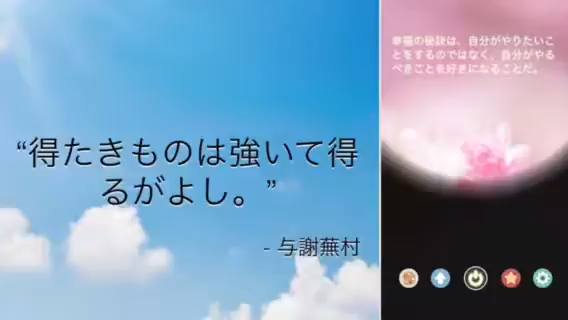 “得たきものは強いて得
るがよし。”
- 与謝蕪村
幸福の秘訣は、自分がやりたいこ
とをするのではなく、自分がやる
べきことを好きになることだ。